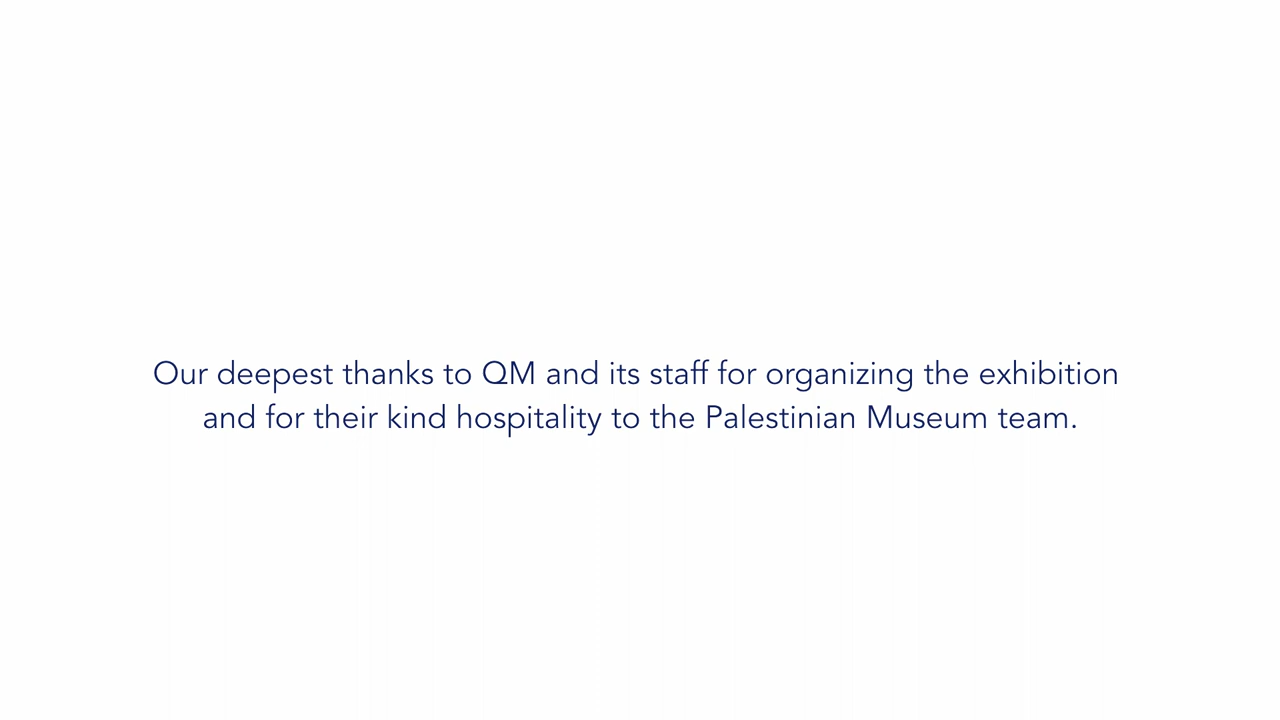 Our deepest thanks to QM and its staff for organizing the exhibition
and for their kind hospitality to the Palestinian Museum team.